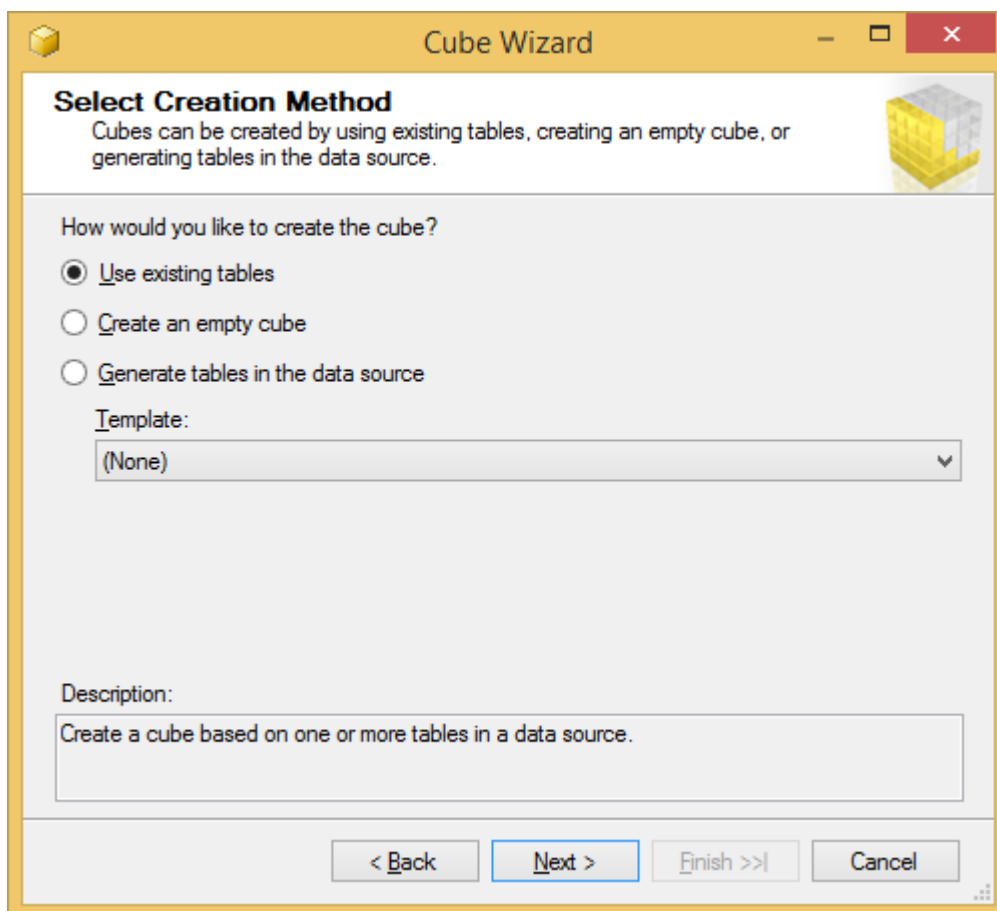 Cube Wizard
Select Creation Method
Cubes can be created by using existing tables, creating an empty cube, or
generating tables in the data source.
How would you like to create the cube?
Use existing tables
Create an empty cube
Generate tables in the data source
Template:
(None)
Description:
Create a cube based on one or more tables in a data source.
< Back
Next >
Finish >>|
Cancel